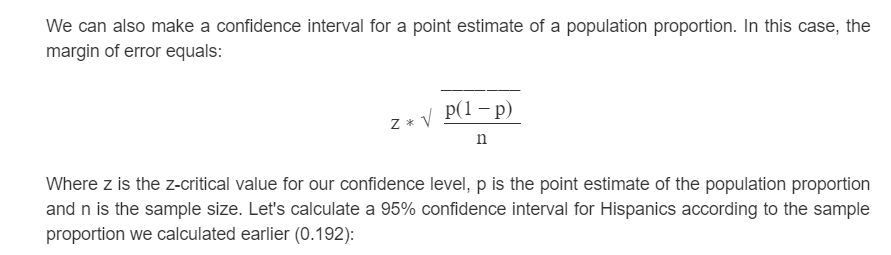 We can also make a confidence interval for a point estimate of a population proportion. In this case, the
margin of error equals:
z * √ p(1 − p)
n
Where z is the z-critical value for our confidence level, p is the point estimate of the population proportion
and n is the sample size. Let's calculate a 95% confidence interval for Hispanics according to the sample
proportion we calculated earlier (0.192):